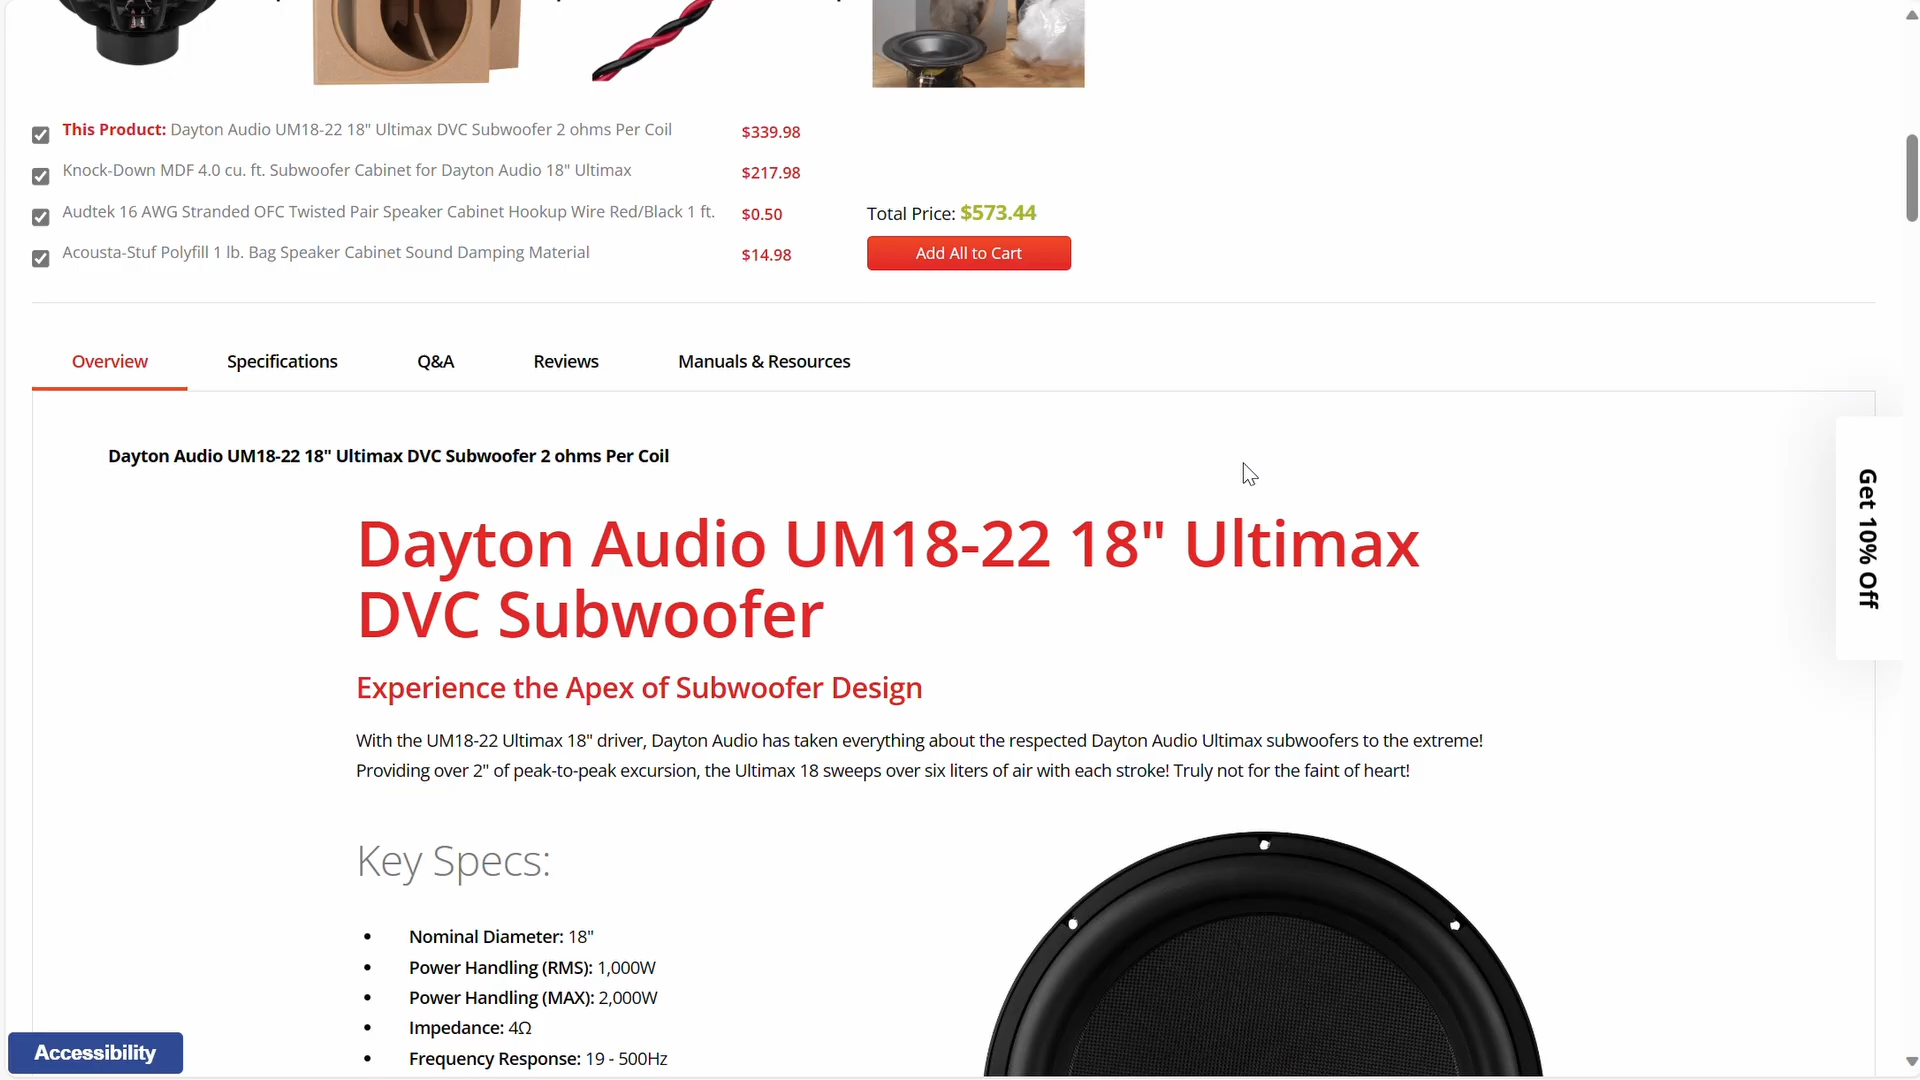 This Product: Dayton Audio UM18-22 18" Ultimax DVC Subwoofer 2 ohms Per Coil $339.98
Knock-Down MDF 4.0 cu. ft. Subwoofer Cabinet for Dayton Audio 18" Ultimax $217.98
Audtek 16 AWG Stranded OFC Twisted Pair Speaker Cabinet Hookup Wire Red/Black 1 ft. $0.50
Total Price: $573.44
Acousta-Stuf Polyfill 1 lb. Bag Speaker Cabinet Sound Damping Material $14.98
Add All to Cart
Overview Specifications Q&A Reviews Manuals & Resources
Dayton Audio UM18-22 18" Ultimax DVC Subwoofer 2 ohms Per Coil
Get 10% Off
Dayton Audio UM18-22 18" Ultimax
DVC Subwoofer
Experience the Apex of Subwoofer Design
With the UM18-22 Ultimax 18" driver, Dayton Audio has taken everything about the respected Dayton Audio Ultimax subwoofers to the extreme!
Providing over 2" of peak-to-peak excursion, the Ultimax 18 sweeps over six liters of air with each stroke! Truly not for the faint of heart!
Key Specs:
• Nominal Diameter: 18"
• Power Handling (RMS): 1,000W
• Power Handling (MAX): 2,000W
• Impedance: 4Ω
• Frequency Response: 19 - 500Hz
Accessibility